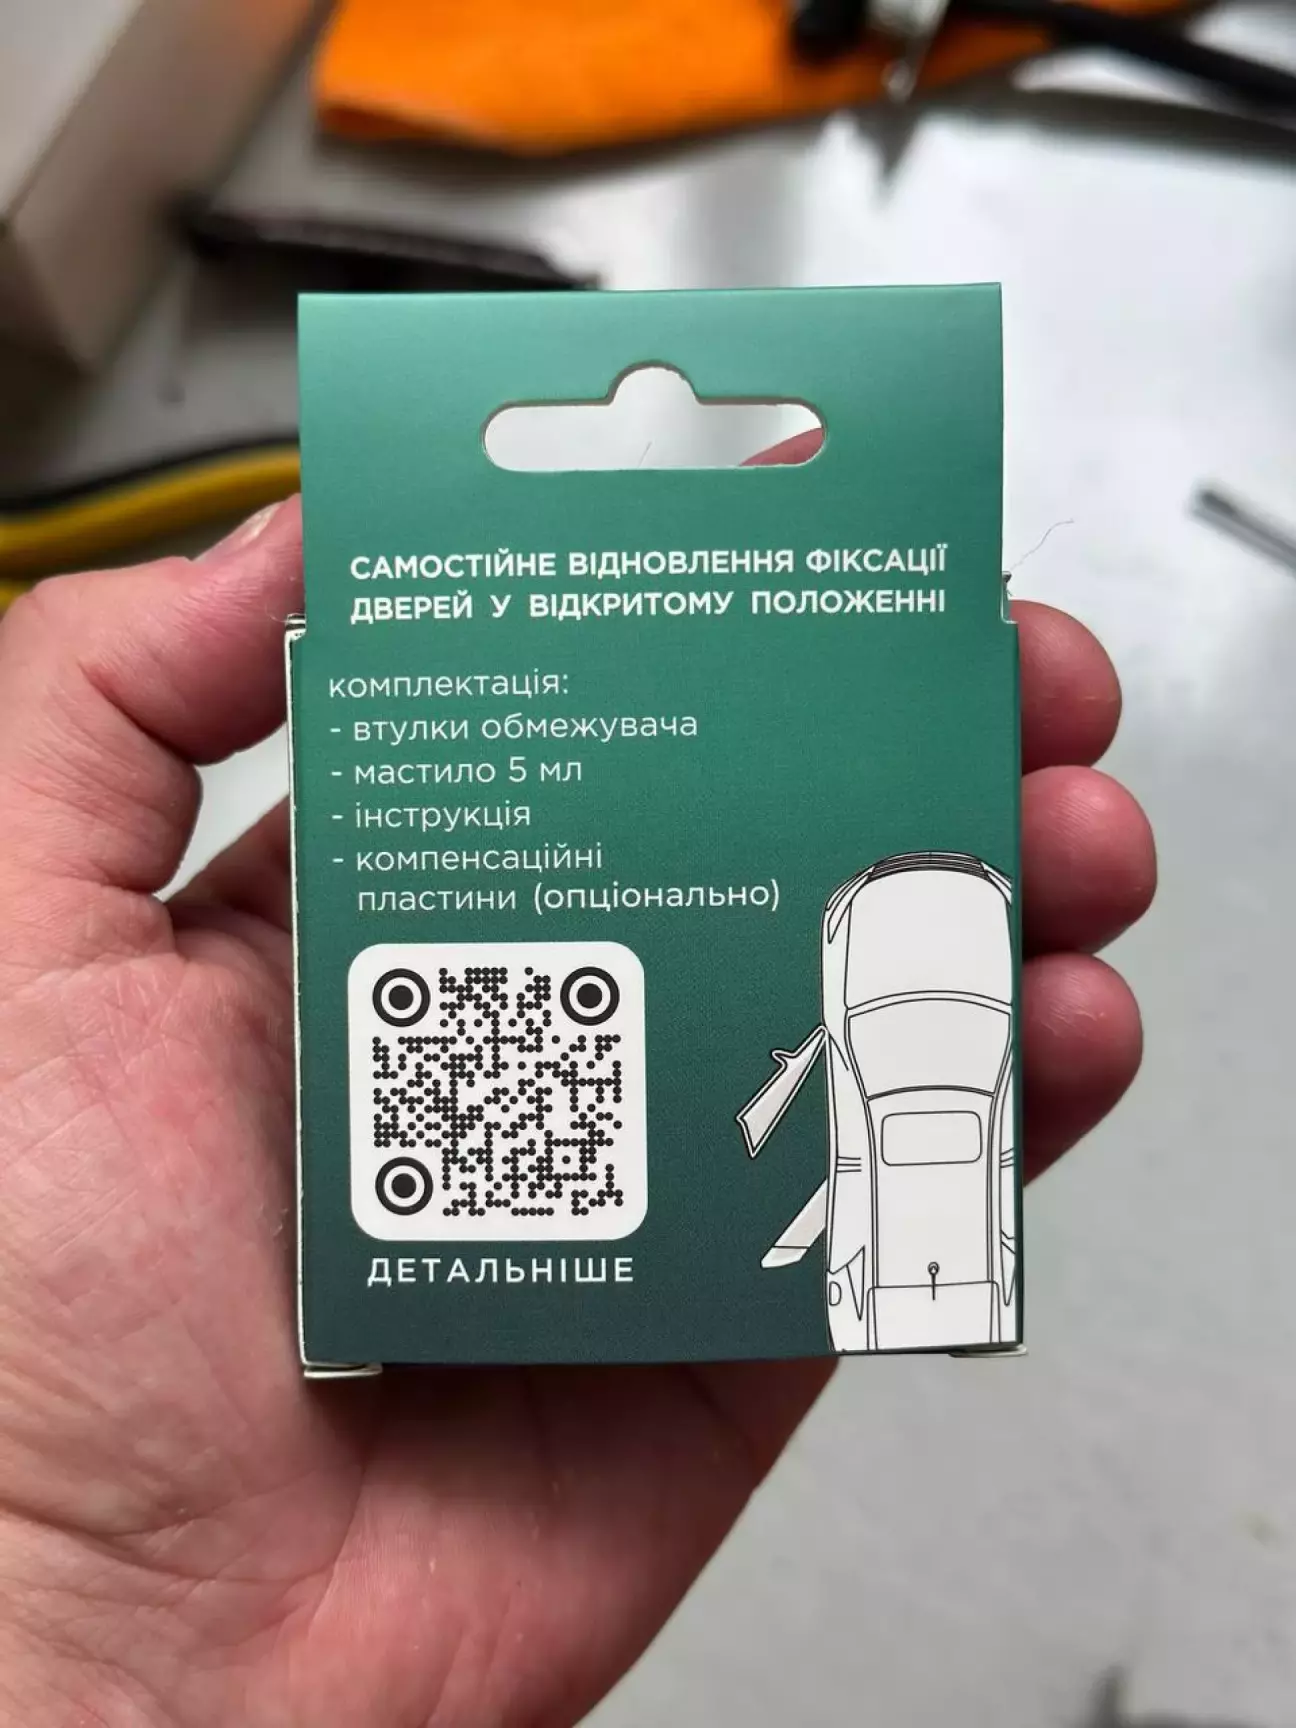 САМОСТІЙНЕ ВІДНОВЛЕННЯ ФІКСАЦІЇ
ДВЕРЕЙ У ВІДКРИТОМУ ПОЛОЖЕННІ
комплектація:
- втулки обмежувача
- мастило 5 мл
- інструкція
- компенсаційні
пластини (опціонально)
ДЕТАЛЬНІШЕ